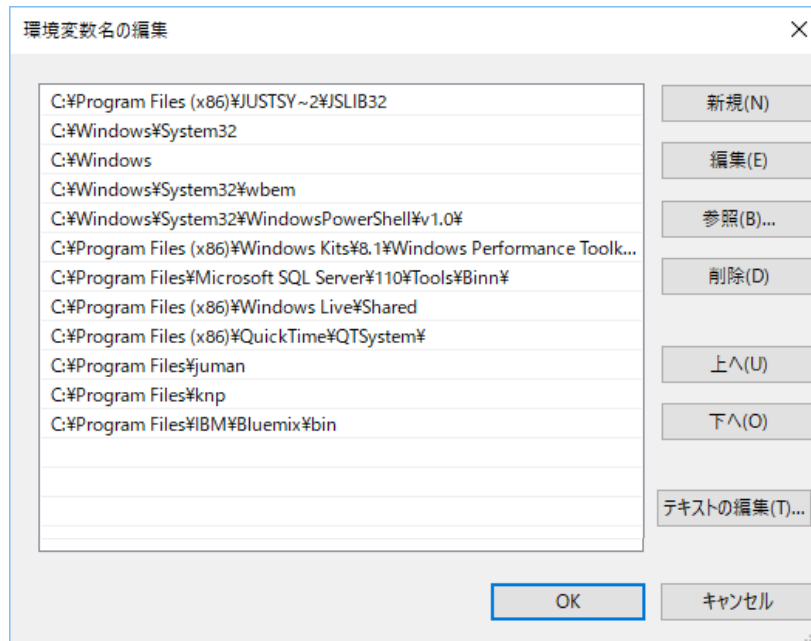 環境変数名の編集
C:¥Program Files (x86)¥JUSTSY~2¥JSLIB32
C:¥Windows¥System32
C:¥Windows
C:¥Windows¥System32¥wbem
C:¥Windows¥System32¥WindowsPowerShell¥v1.0¥
C:¥Program Files (x86)¥Windows Kits¥8.1¥Windows Performance Toolk...
C:¥Program Files¥Microsoft SQL Server¥110¥Tools¥Binn¥
C:¥Program Files (x86)¥Windows Live¥Shared
C:¥Program Files (x86)¥QuickTime¥QTSystem¥
C:¥Program Files¥juman
C:¥Program Files¥knp
C:¥Program Files¥IBM¥Bluemix¥bin
新規(N)
編集(E)
参照(B)...
削除(D)
上へ(U)
下へ(O)
テキストの編集(T)...
OK
キャンセル